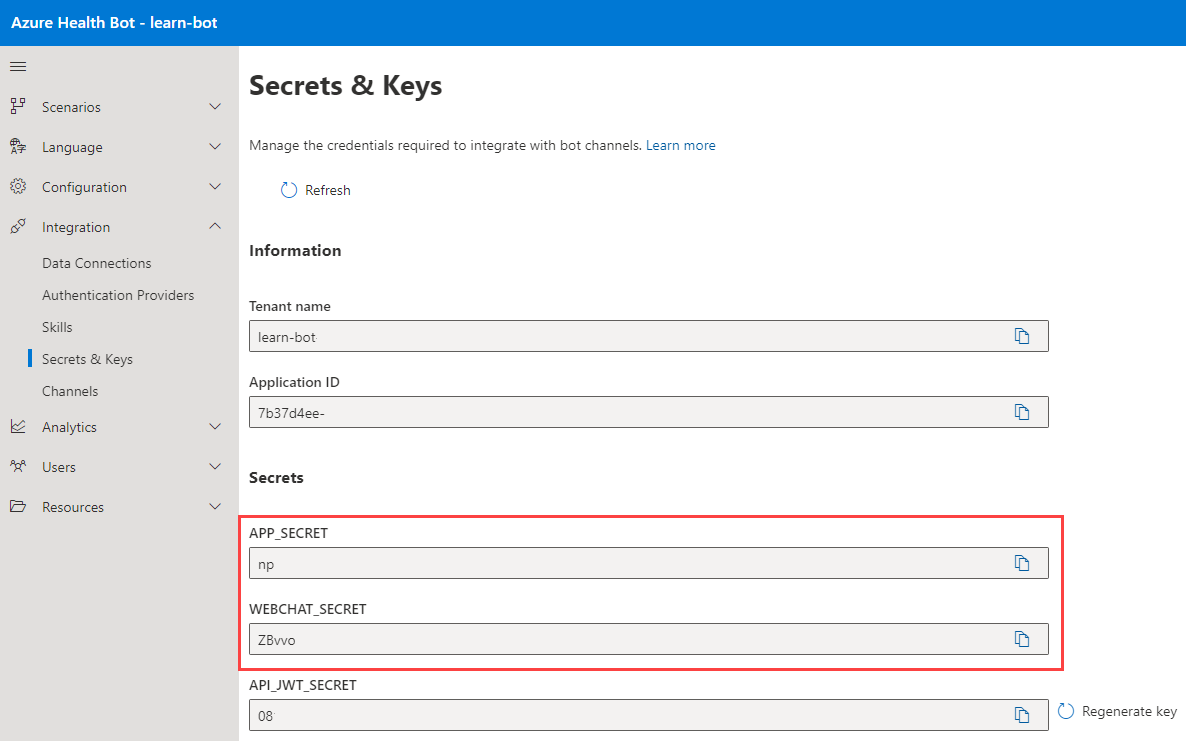 Azure Health Bot - learn-bot
Scenarios
Language
Configuration
Integration
Data Connections
Authentication Providers
Skills
Secrets & Keys
Channels
Analytics
Users
Resources
Secrets & Keys
Manage the credentials required to integrate with bot channels. Learn more
Refresh
Information
Tenant name
learn-bot
Application ID
7b37d4ee-
Secrets
APP_SECRET
np
WEBCHAT_SECRET
ZBvvo
API_JWT_SECRET
08
Regenerate key